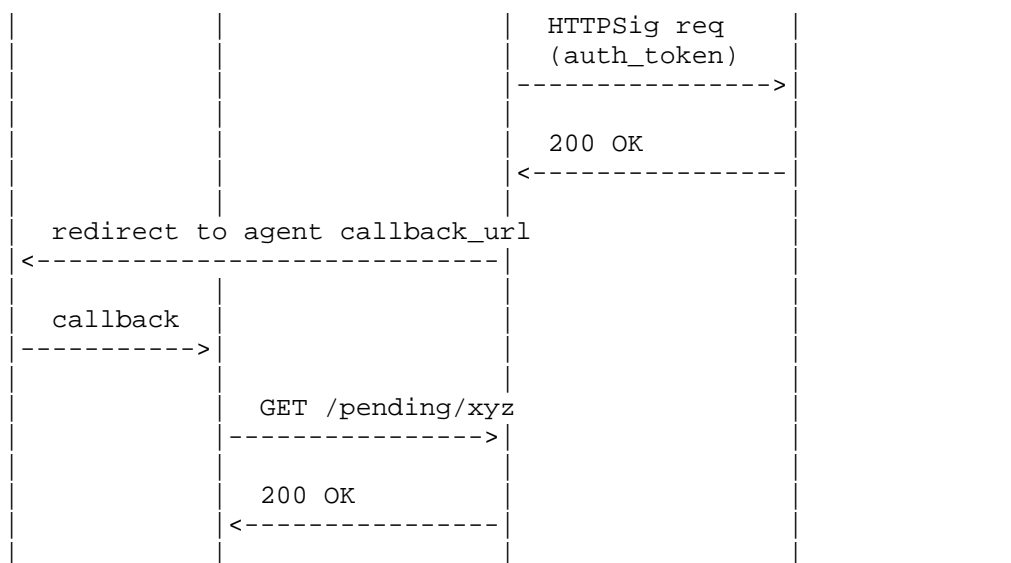 HTTPSig req
(auth_token)
200 OK
redirect to agent callback_url
callback
GET /pending/xyz
200 OK